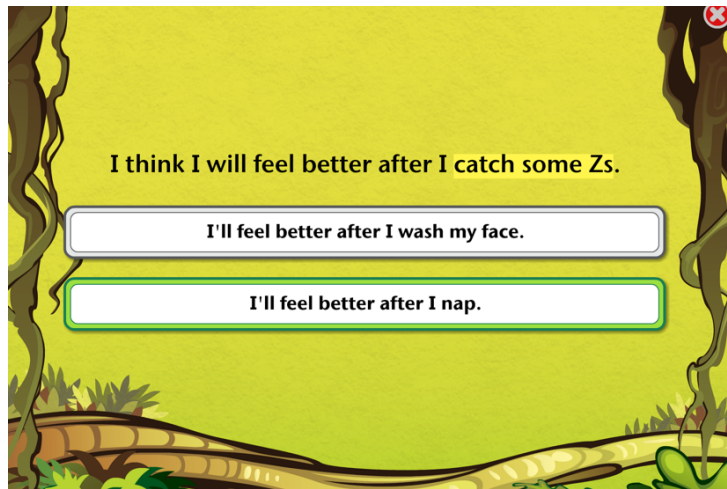 I think I will feel better after I catch some Zs.
I'll feel better after I wash my face.
I'll feel better after I nap.